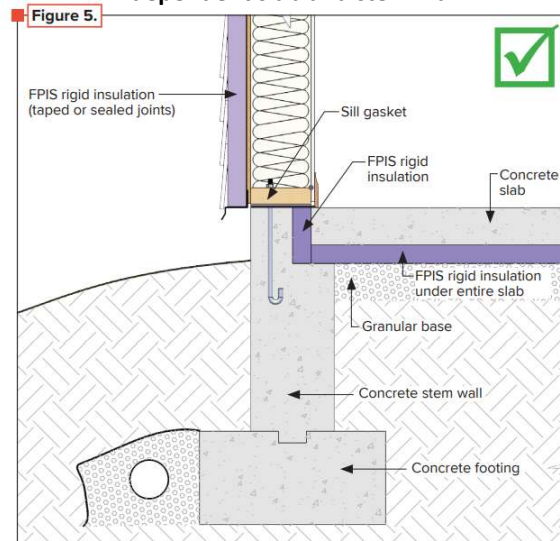 Figure 5.
FPIS rigid insulation
(taped or sealed joints)
Sill gasket
FPIS rigid
insulation
Concrete
slab
FPIS rigid insulation
under entire slab
Granular base
Concrete stem wall
Concrete footing